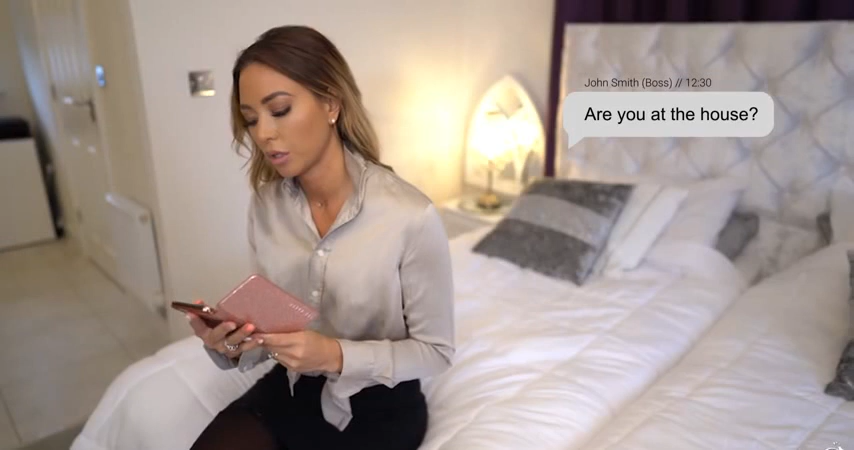 John Smith (Boss) // 12:30
Are you at the house?